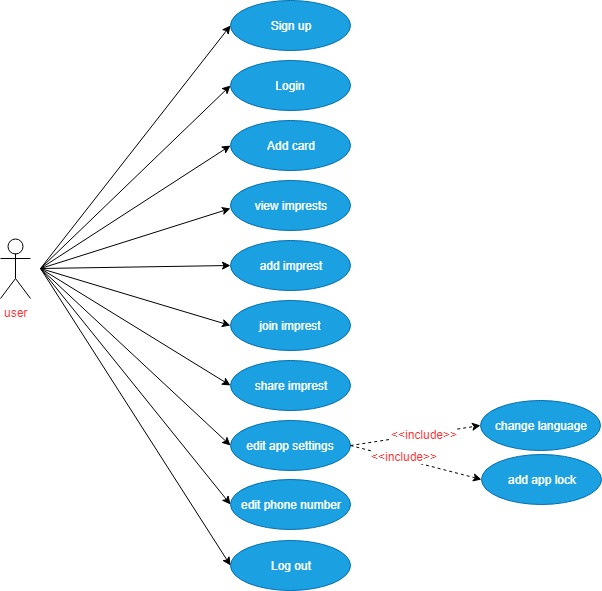 Sign up
Login
Add card
view imprests
add imprest
user
join imprest
share imprest
edit app settings
<<include>>
<<include>>
change language
add app lock
edit phone number
Log out